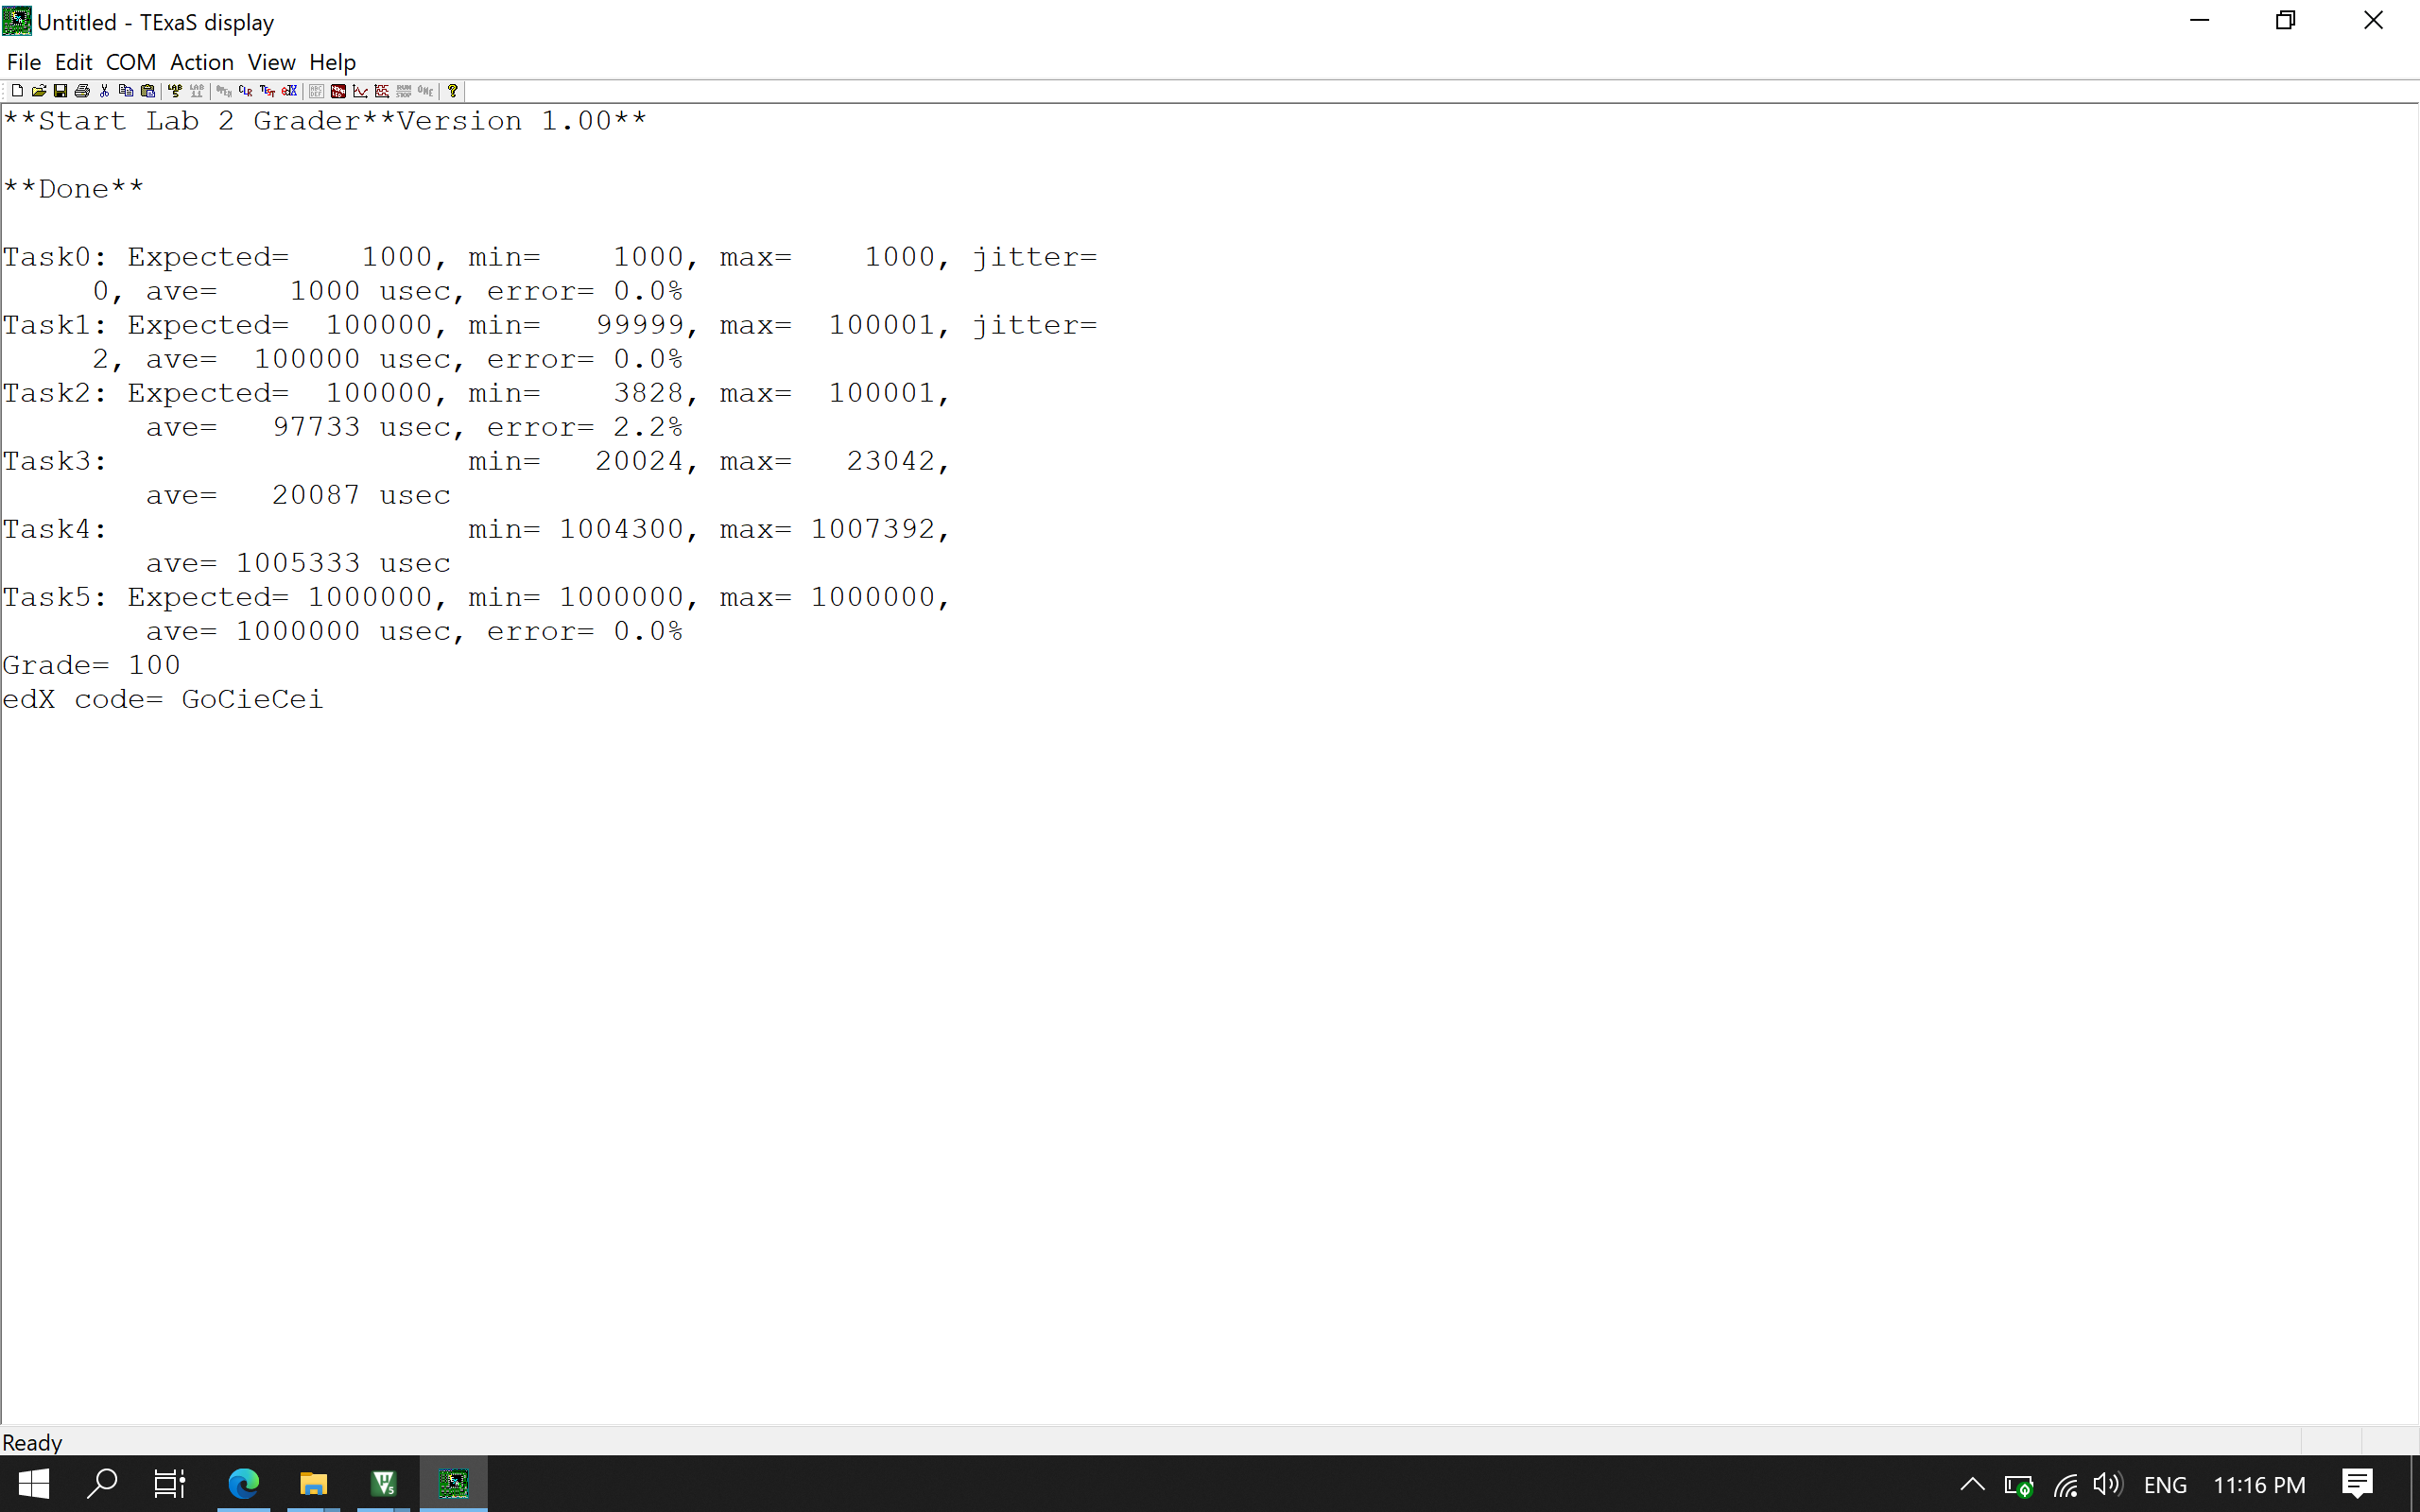 Untitled - TExaS display
File Edit COM Action View Help
**Start Lab 2 Grader**Version 1.00**
**Done**
Task0: Expected=    1000, min=    1000, max=    1000, jitter=
     0, ave=    1000 usec, error= 0.0%
Task1: Expected=  100000, min=   99999, max=  100001, jitter=
     2, ave=  100000 usec, error= 0.0%
Task2: Expected=  100000, min=    3828, max=  100001,
        ave=   97733 usec, error= 2.2%
Task3:                    min=   20024, max=   23042,
        ave=   20087 usec
Task4:                    min= 1004300, max= 1007392,
        ave= 1005333 usec
Task5: Expected= 1000000, min= 1000000, max= 1000000,
        ave= 1000000 usec, error= 0.0%
Grade= 100
edX code= GoCieCei
Ready
ENG 11:16 PM